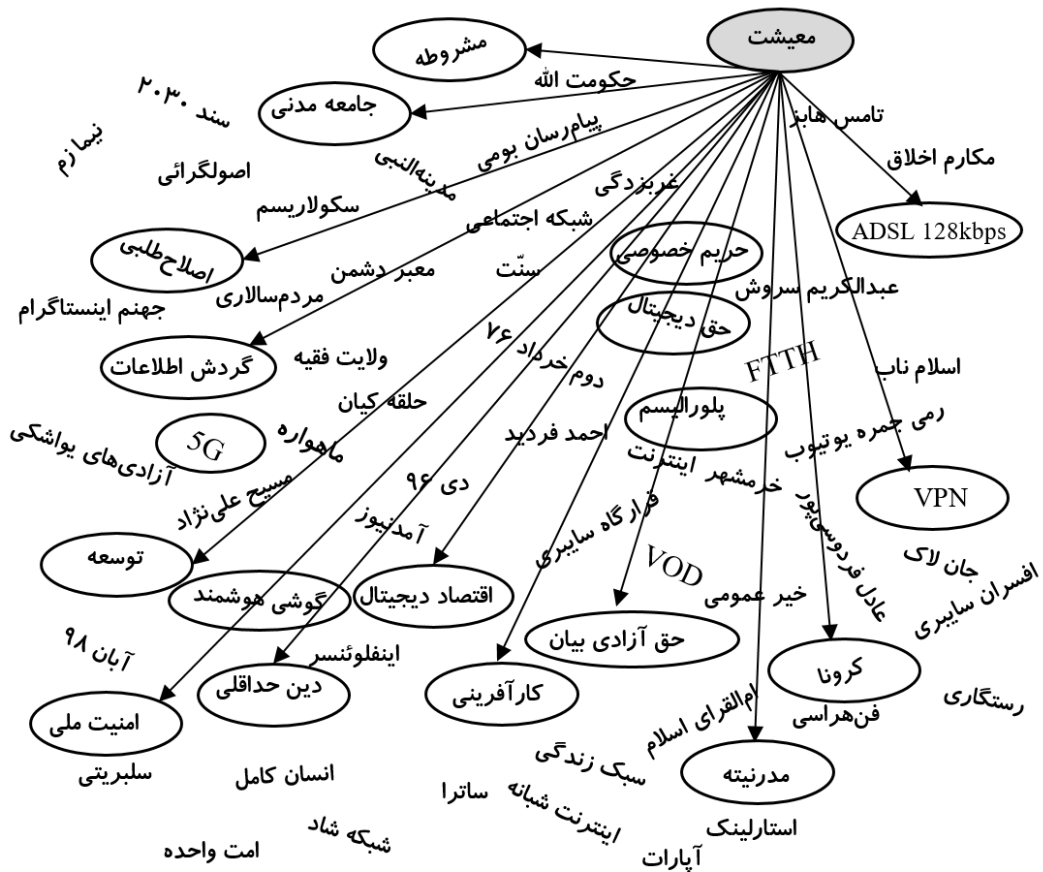 معیشت
مشروطه
حکومت الله
جامعه مدنی
سند ۲۰۳۰
تامس هابز
پیام‌رسان بومی
نیما زم
مکارم اخلاق
اصولگرائی
مدینه‌النبی
غربزدگی
سکولاریسم
شبکه اجتماعی
ADSL 128kbps
حریم خصوصی
اصلاح‌طلبی
معبر دشمن
سنّت
عبدالکریم سروش
مردم‌سالاری
جهنم اینستاگرام
حق دیجیتال
دوم خرداد ۷۶
ولایت فقیه
گردش اطلاعات
FTTH
اسلام ناب
حلقه کیان
پلورالیسم
رمی جمره یوتیوب
احمد فردید
ماهواره
5G
آزادی‌های یواشکی
خرمشهر اینترنت
دی ۹۶
مسیح علی‌نژاد
VPN
آمدنیوز
قرارگاه سایبری
عادل فردوسی‌پور
توسعه
جان لاک
VOD
افسران سایبری
گوشی هوشمند
اقتصاد دیجیتال
خیر عمومی
حق آزادی بیان
آبان ۹۸
اینفلوئنسر
کرونا
دین حداقلی
کارآفرینی
رستگاری
ام‌القرای اسلام
فن‌هراسی
امنیت ملی
سلبریتی
انسان کامل
سبک زندگی
مدرنیته
ساترا
اینترنت شبانه
استارلینک
شبکه شاد
امت واحده
آپارات